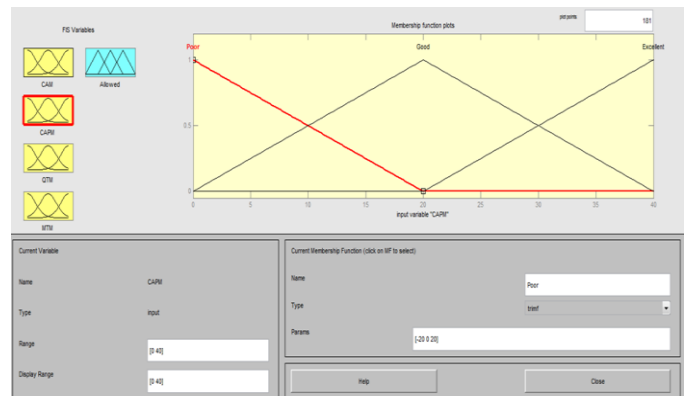 FIS Variables
Membership function plots
plot points:
181
Poor
Good
Excellent
CAM
Allowed
CAPM
QTM
MTM
1
0.5
0
0
5
10
15
20
25
30
35
40
input variable "CAPM"
Current Variable
Name
CAPM
Type
input
Range
[0 40]
Display Range
[0 40]
Current Membership Function (click on MF to select)
Name
Poor
Type
trimf
Params
[-20 0 20]
Help
Close